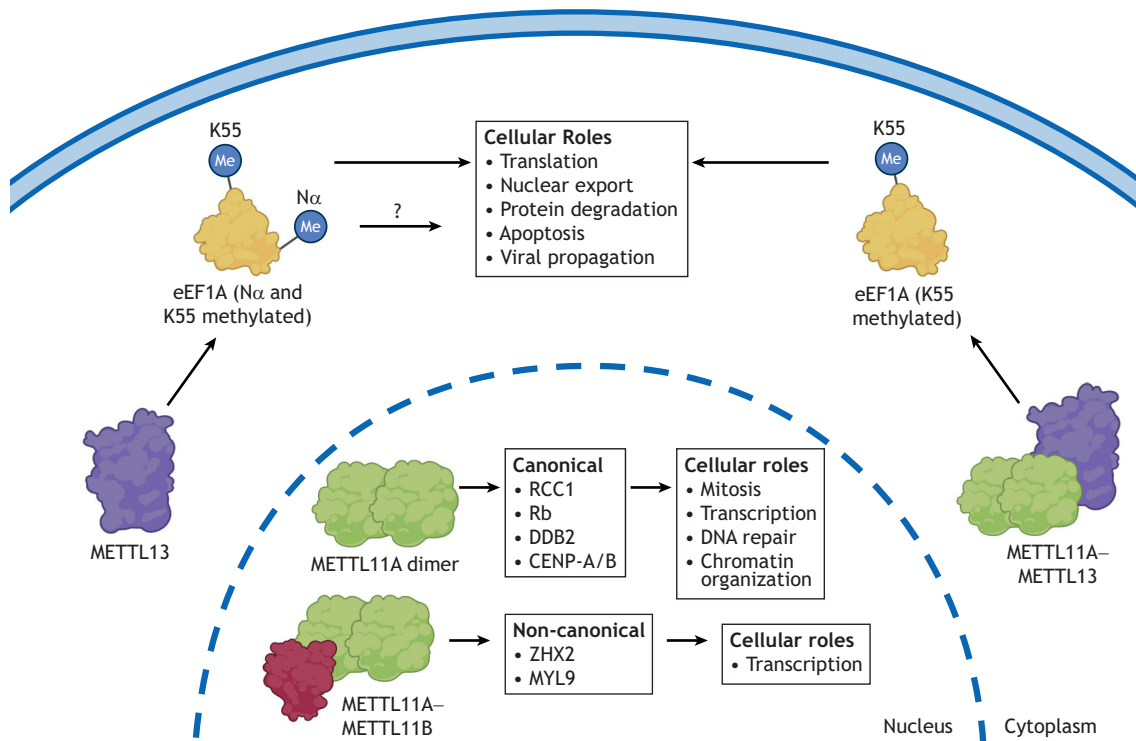 K55
Me
Nα
Me
eEF1A (Nα and
K55 methylated)
?
Cellular Roles
• Translation
• Nuclear export
• Protein degradation
• Apoptosis
• Viral propagation
K55
Me
eEF1A (K55
methylated)
METTL13
METTL11A dimer
Canonical
• RCC1
• Rb
• DDB2
• CENP-A/B
Cellular roles
• Mitosis
• Transcription
• DNA repair
• Chromatin
organization
METTL11A–
METTL13
METTL11A–
METTL11B
Non-canonical
• ZHX2
• MYL9
Cellular roles
• Transcription
Nucleus
Cytoplasm